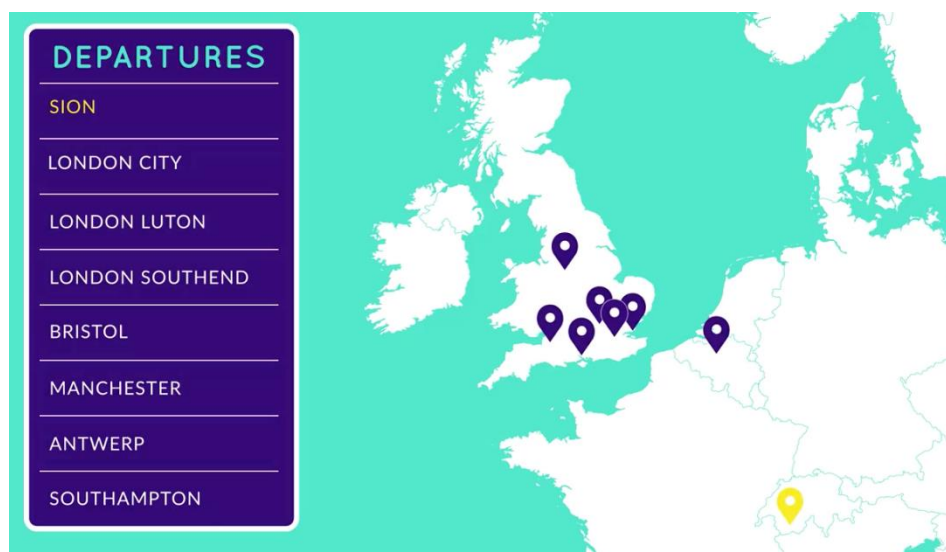 DEPARTURES
SION
LONDON CITY
LONDON LUTON
LONDON SOUTHEND
BRISTOL
MANCHESTER
ANTWERP
SOUTHAMPTON